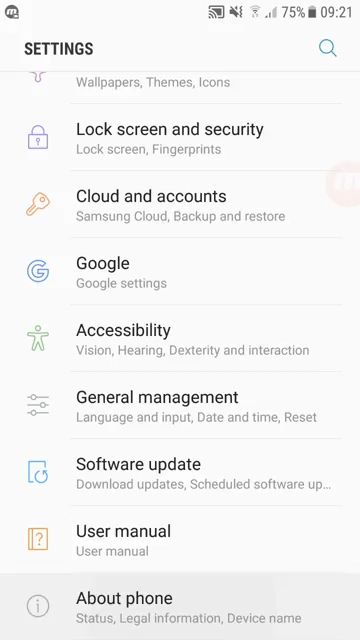 75% 09:21
SETTINGS
Wallpapers, Themes, Icons
Lock screen and security
Lock screen, Fingerprints
Cloud and accounts
Samsung Cloud, Backup and restore
Google
Google settings
Accessibility
Vision, Hearing, Dexterity and interaction
General management
Language and input, Date and time, Reset
Software update
Download updates, Scheduled software up...
User manual
User manual
About phone
Status, Legal information, Device name